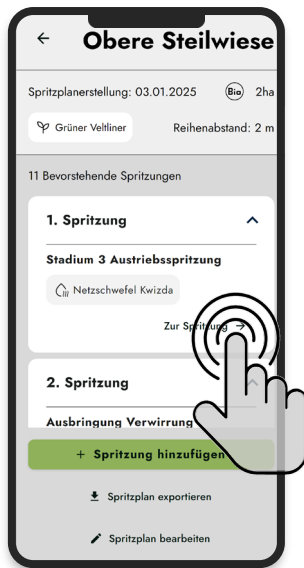 Obere Steilwiese
Spritzplanerstellung: 03.01.2025 Bio 2ha
Grüner Veltliner Reihenabstand: 2 m
11 Bevorstehende Spritzungen
1. Spritzung
Stadium 3 Austriebsspritzung
Netzschwefel Kwizda
Zur Spritzung
2. Spritzung
Ausbringung Verwirrung
+ Spritzung hinzufügen
Spritzplan exportieren
Spritzplan bearbeiten